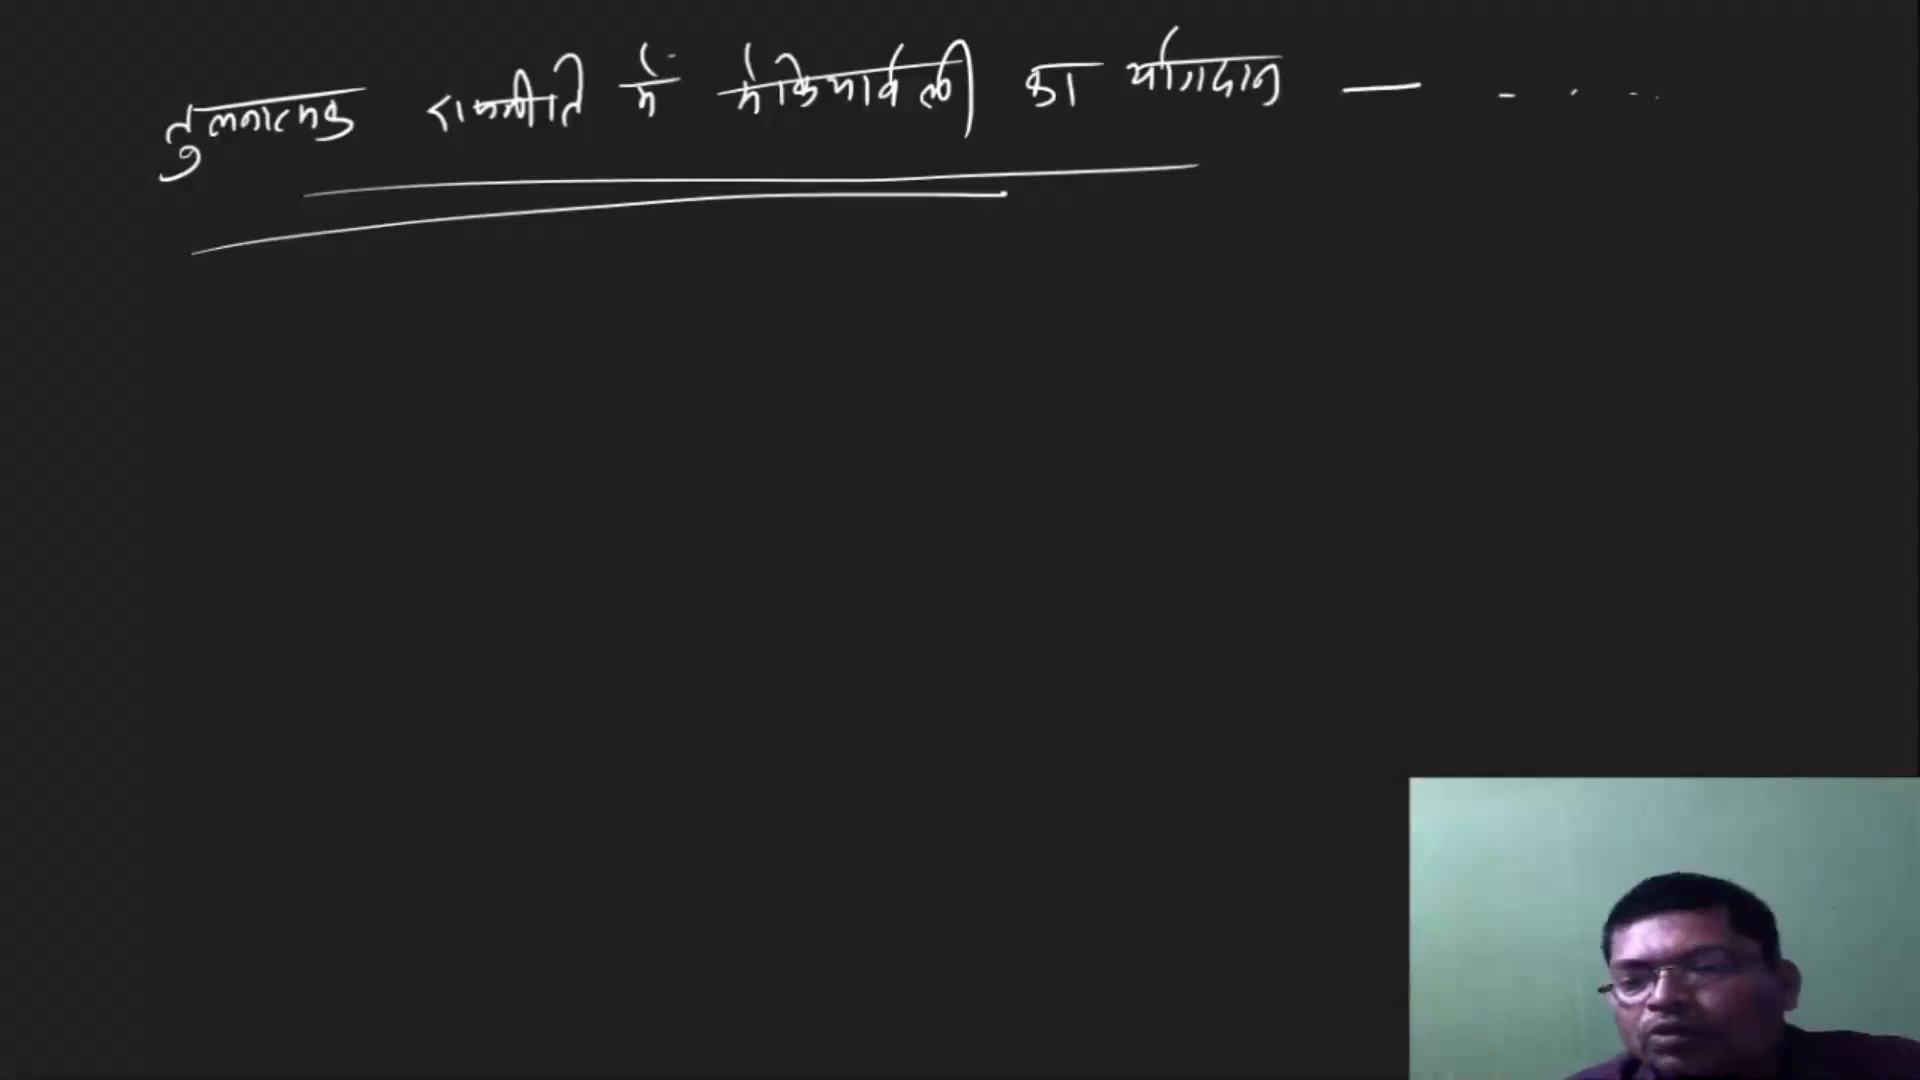 तुलनात्मक राजनीति में मेकियावेली का योगदान —